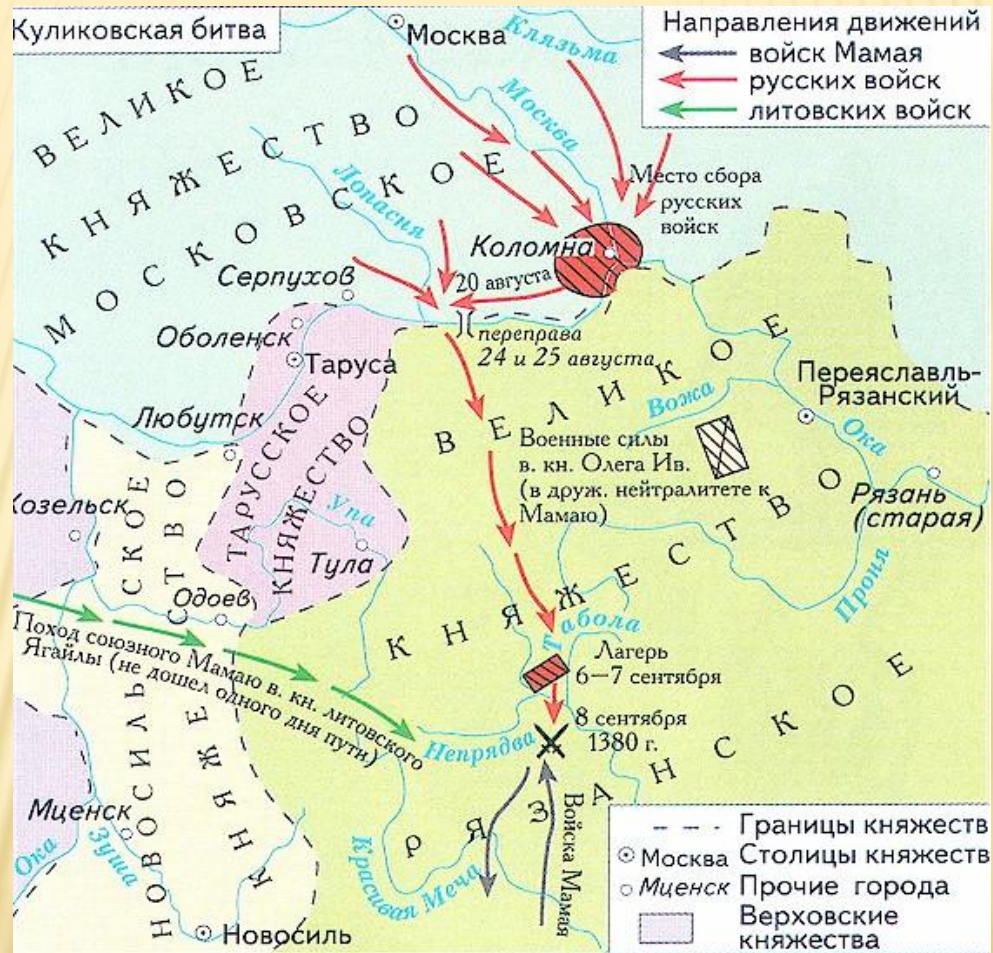 Куликовская битва
Направления движений
войск Мамая
русских войск
литовских войск
Москва
Клязьма
Москва
ВЕЛИКОЕ
КНЯЖЕСТВО
МОСКОВСКОЕ
Лопасня
Место сбора
русских
войск
Коломна
Серпухов
20 августа
Оболенск
переправа
24 и 25 августа
Таруса
ТАРУССКОЕ
КНЯЖЕСТВО
Любутск
ВЕЛИКОЕ
Вожа
Переяславль-
Рязанский
Ока
Военные силы
в. кн. Олега Ив.
(в друж. нейтралитете к
Мамаю)
Рязань
(старая)
Козельск
Упа
Тула
Проня
Одоев
КНЯЖЕСТВО
Табола
Лагерь
6–7 сентября
Поход союзного Мамаю в. кн. литовского
Ягайлы (не дошел одного дня пути)
8 сентября
1380 г.
Непрядва
РЯЗАНСКОЕ
Войска Мамая
Красивая Меча
Мценск
Ока
Зуша
НОВОСИЛЬСКОЕ
КНЯЖЕСТВО
Новосиль
Границы княжеств
Москва Столицы княжеств
Мценск Прочие города
Верховские
княжества